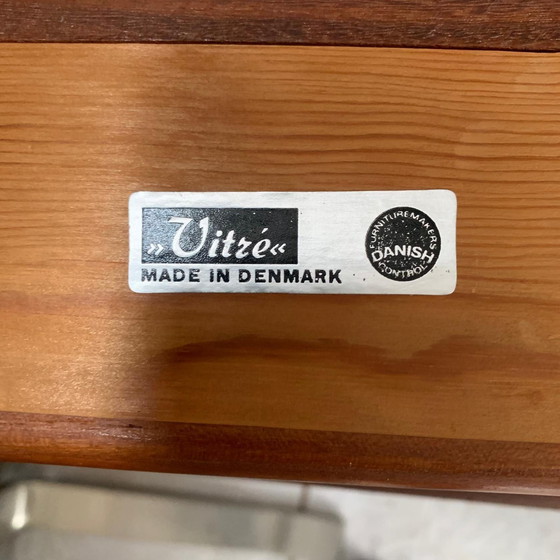 »Vitré«
MADE IN DENMARK
FURNITUREMAKERS
DANISH
CONTROL